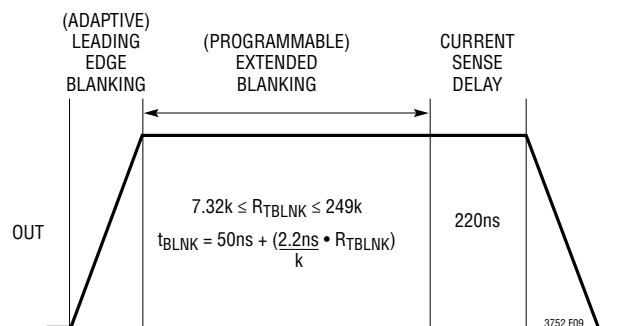 (ADAPTIVE)
LEADING
EDGE
BLANKING
(PROGRAMMABLE)
EXTENDED
BLANKING
CURRENT
SENSE
DELAY
OUT
7.32k ≤ RTBLNK ≤ 249k
tBLNK = 50ns + (2.2ns/k • RTBLNK)
220ns
3752 F09